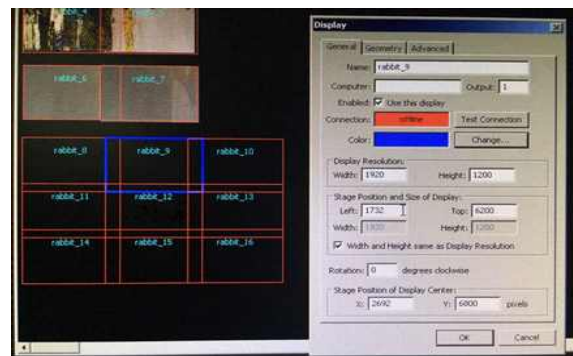 rabbit_6 rabbit_7
rabbit_8 rabbit_9 rabbit_10
rabbit_11 rabbit_12 rabbit_13
rabbit_14 rabbit_15 rabbit_16
Display
General Geometry Advanced
Name: rabbit_9
Computer: Output: 1
Enabled: Use this display
Connection: offline Test Connection
Color: Change...
Display Resolution:
Width: 1920 Height: 1200
Stage Position and Size of Display:
Left: 1732 Top: 6200
Width: 1920 Height: 1200
Width and Height same as Display Resolution
Rotation: 0 degrees clockwise
Stage Position of Display Center:
X: 2692 Y: 6800 pixels
OK Cancel